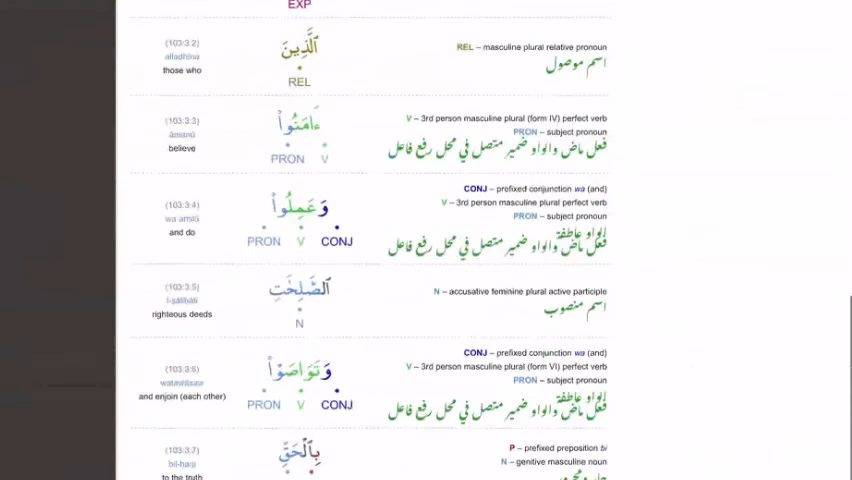 EXP
(103:3:2)
alladhīna
those who
ٱلَّذِينَ
REL
REL – masculine plural relative pronoun
اسم موصول
(103:3:3)
āmanū
believe
ءَامَنُوا۟
PRON V
V – 3rd person masculine plural (form IV) perfect verb
PRON – subject pronoun
فعل ماض والواو ضمير متصل في محل رفع فاعل
(103:3:4)
wa amilū
and do
وَعَمِلُوا۟
PRON V CONJ
CONJ – prefixed conjunction wa (and)
V – 3rd person masculine plural perfect verb
PRON – subject pronoun
الواو عاطفة
فعل ماض والواو ضمير متصل في محل رفع فاعل
(103:3:5)
l-ṣāliḥāti
righteous deeds
ٱلصَّٰلِحَٰتِ
N
N – accusative feminine plural active participle
اسم منصوب
(103:3:6)
watawāṣaw
and enjoin (each other)
وَتَوَاصَوْا۟
PRON V CONJ
CONJ – prefixed conjunction wa (and)
V – 3rd person masculine plural (form VI) perfect verb
PRON – subject pronoun
الواو عاطفة
فعل ماض والواو ضمير متصل في محل رفع فاعل
(103:3:7)
bil-ḥaqi
to the truth
بِٱلْحَقِّ
P – prefixed preposition bi
N – genitive masculine noun